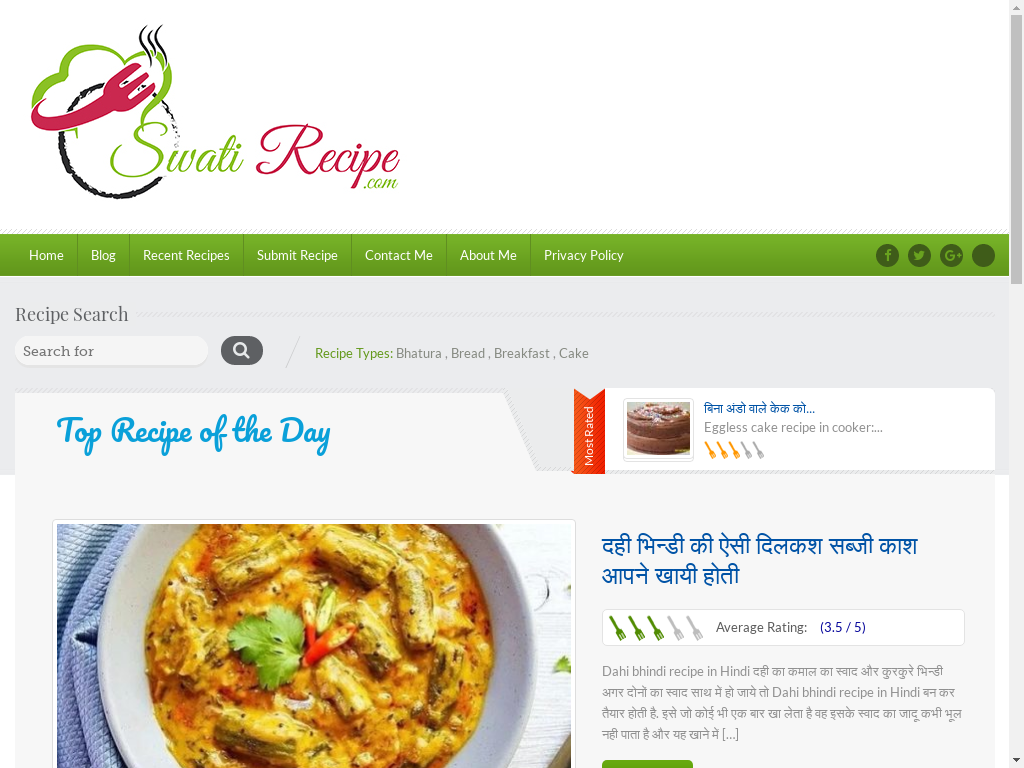 Swati Recipe
.com
Home Blog Recent Recipes Submit Recipe Contact Me About Me Privacy Policy
Recipe Search
Search for
Recipe Types: Bhatura , Bread , Breakfast , Cake
Top Recipe of the Day
Most Rated
बिना अंडो वाले केक को...
Eggless cake recipe in cooker:...
दही भिन्डी की ऐसी दिलकश सब्जी काश
आपने खायी होती
Average Rating: (3.5 / 5)
Dahi bhindi recipe in Hindi दही का कमाल का स्वाद और कुरकुरे भिन्डी
अगर दोनों का स्वाद साथ में हो जाये तो Dahi bhindi recipe in Hindi बन कर
तैयार होती है. इसे जो कोई भी एक बार खा लेता है वह इसके स्वाद का जादू कभी भूल
नही पाता है और यह खाने मे [...]